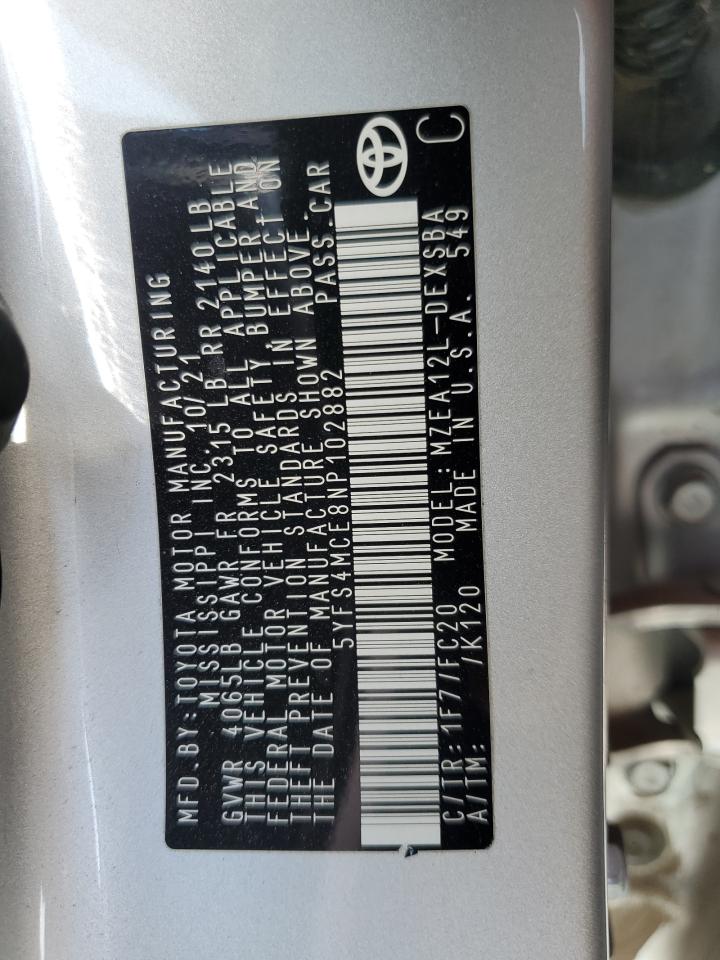 MFD.BY:TOYOTA MOTOR MANUFACTURING
MISSISSIPPI INC. 10/21
GVWR 4065LB GAWR FR 2315LB RR 2140LB
THIS VEHICLE CONFORMS TO ALL APPLICABLE
FEDERAL MOTOR VEHICLE SAFETY, BUMPER AND
THEFT PREVENTION STANDARDS IN EFFECT ON
THE DATE OF MANUFACTURE SHOWN ABOVE.
5YFS4MCE8NP102882 PASS.CAR
C/TR:1F77/FC20 MODEL:MZEA12L-DEXSBA
A/TM: /K120 MADE IN U.S.A. 549
C